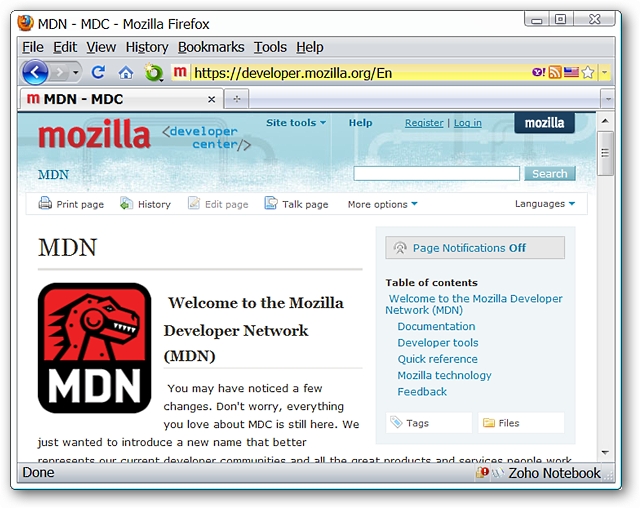 MDN - MDC - Mozilla Firefox
File Edit View History Bookmarks Tools Help
m https://developer.mozilla.org/En Y!
m MDN - MDC
mozilla <developer center/>
Site tools Help Register | Log in mozilla
MDN Search
Print page History Edit page Talk page More options Languages
MDN
Page Notifications Off
Table of contents
Welcome to the Mozilla Developer
Network (MDN)
Documentation
Developer tools
Quick reference
Mozilla technology
Feedback
Tags Files
MDN
Welcome to the Mozilla
Developer Network
(MDN)
You may have noticed a few
changes. Don't worry, everything
you love about MDC is still here. We
just wanted to introduce a new name that better
represents our current developer communities and all the great products and services people work
Done Zoho Notebook